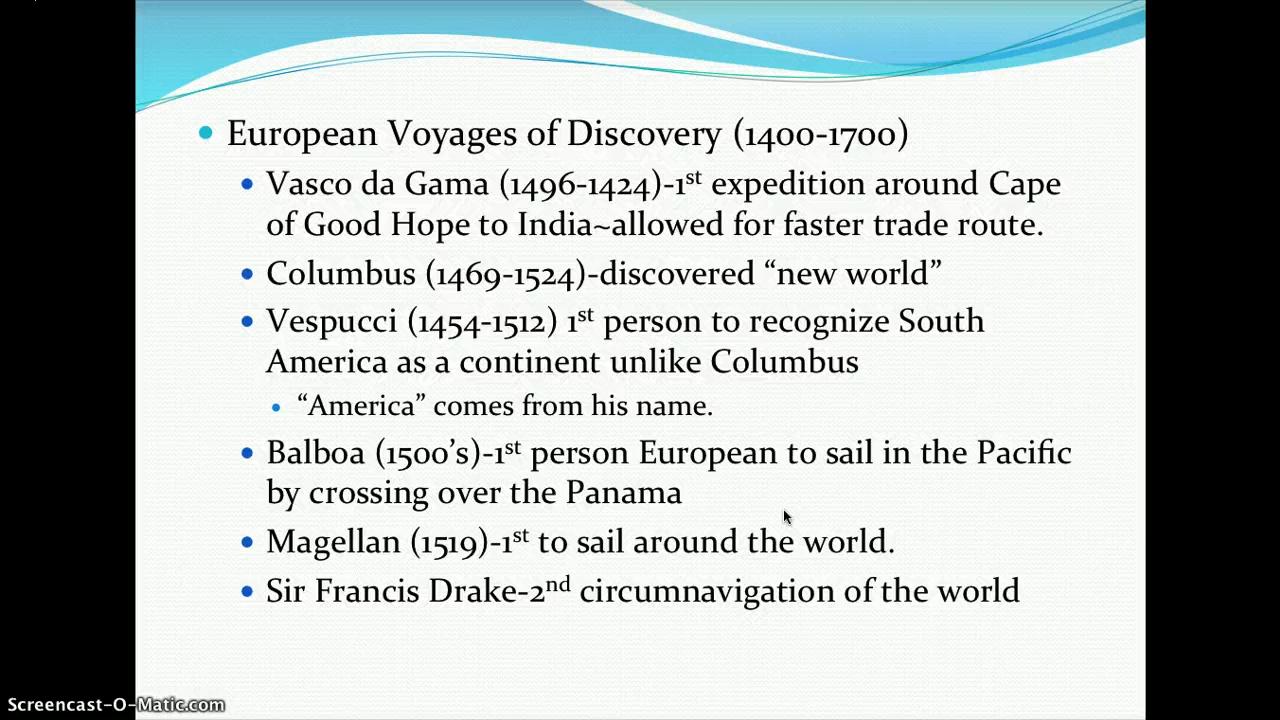 European Voyages of Discovery (1400-1700)
Vasco da Gama (1496-1424)-1st expedition around Cape
of Good Hope to India~allowed for faster trade route.
Columbus (1469-1524)-discovered “new world”
Vespucci (1454-1512) 1st person to recognize South
America as a continent unlike Columbus
“America” comes from his name.
Balboa (1500’s)-1st person European to sail in the Pacific
by crossing over the Panama
Magellan (1519)-1st to sail around the world.
Sir Francis Drake-2nd circumnavigation of the world
Screencast-O-Matic.com